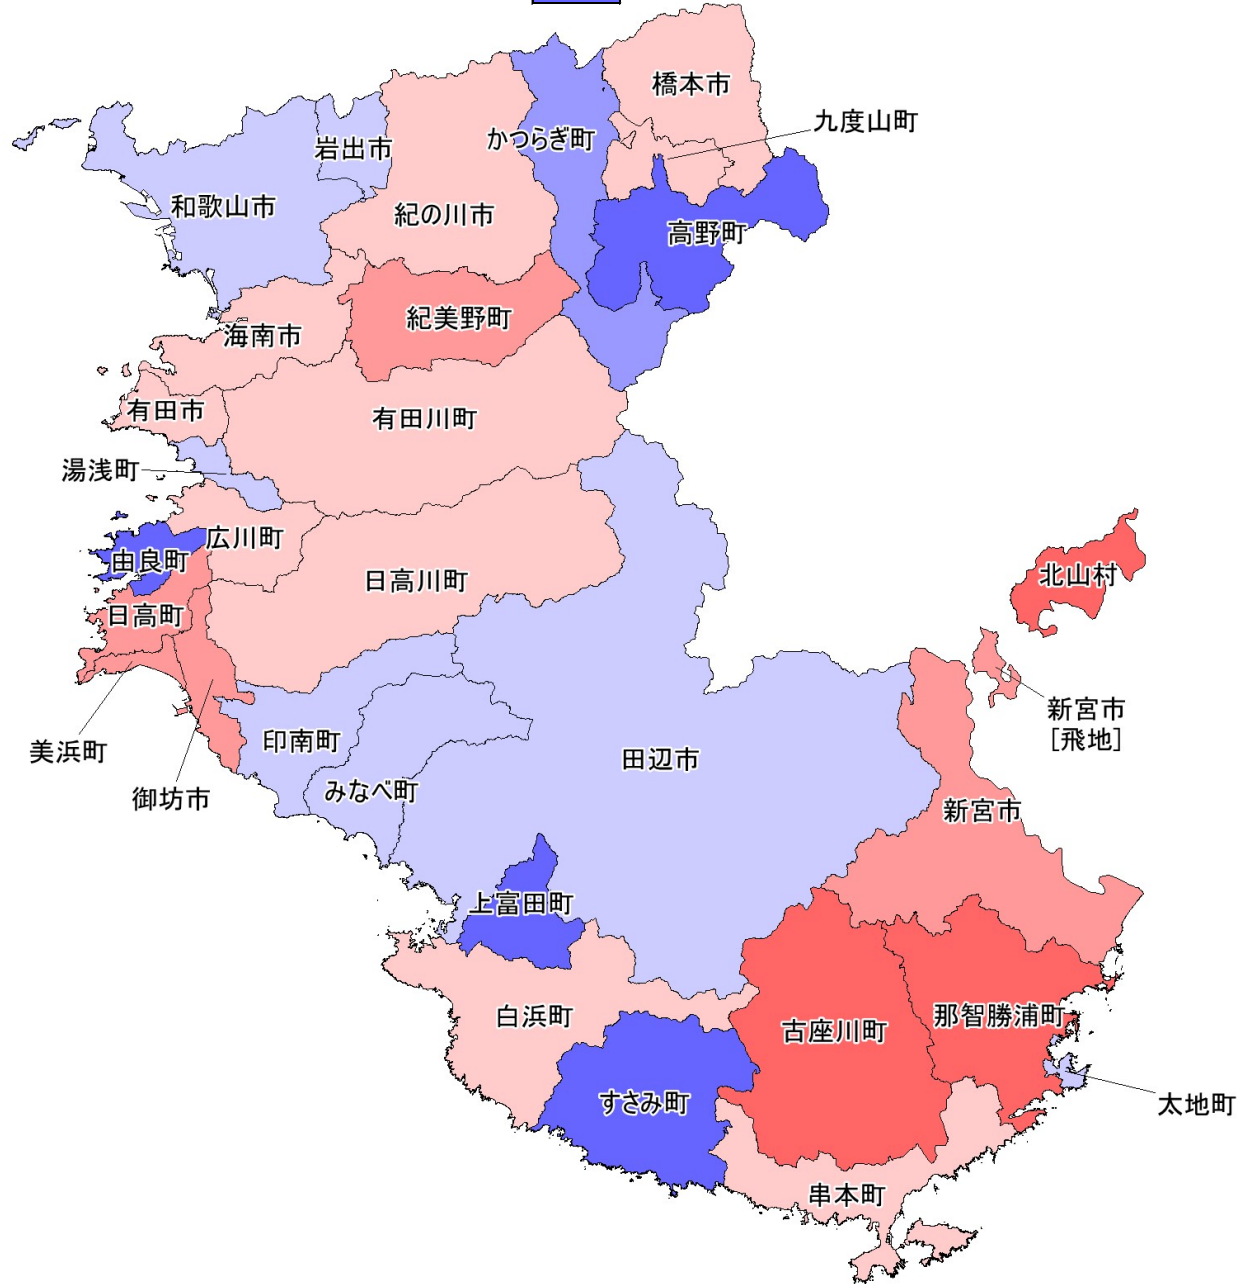 橋本市
九度山町
かつらぎ町
岩出市
和歌山市
紀の川市
高野町
紀美野町
海南市
有田市
有田川町
湯浅町
広川町
由良町
日高川町
北山村
日高町
新宮市
[飛地]
美浜町
印南町
田辺市
みなべ町
御坊市
新宮市
上富田町
白浜町
那智勝浦町
古座川町
すさみ町
太地町
串本町